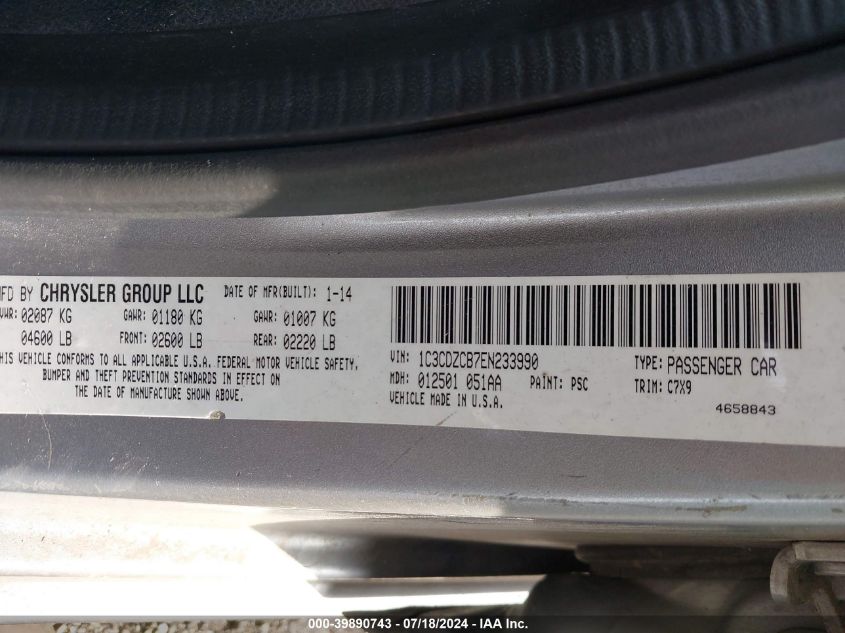 MFD BY CHRYSLER GROUP LLC DATE OF MFR(BUILT): 1-14
VWR: 02087 KG GAWR: 01180 KG GAWR: 01007 KG
04600 LB FRONT: 02600 LB REAR: 02220 LB
THIS VEHICLE CONFORMS TO ALL APPLICABLE U.S.A. FEDERAL MOTOR VEHICLE SAFETY,
BUMPER AND THEFT PREVENTION STANDARDS IN EFFECT ON
THE DATE OF MANUFACTURE SHOWN ABOVE.
VIN: 1C3CDZCB7EN233990 TYPE: PASSENGER CAR
MDH: 012501 051AA PAINT: PSC TRIM: C7X9
VEHICLE MADE IN U.S.A.
4658843
000-39890743 - 07/18/2024 - IAA Inc.